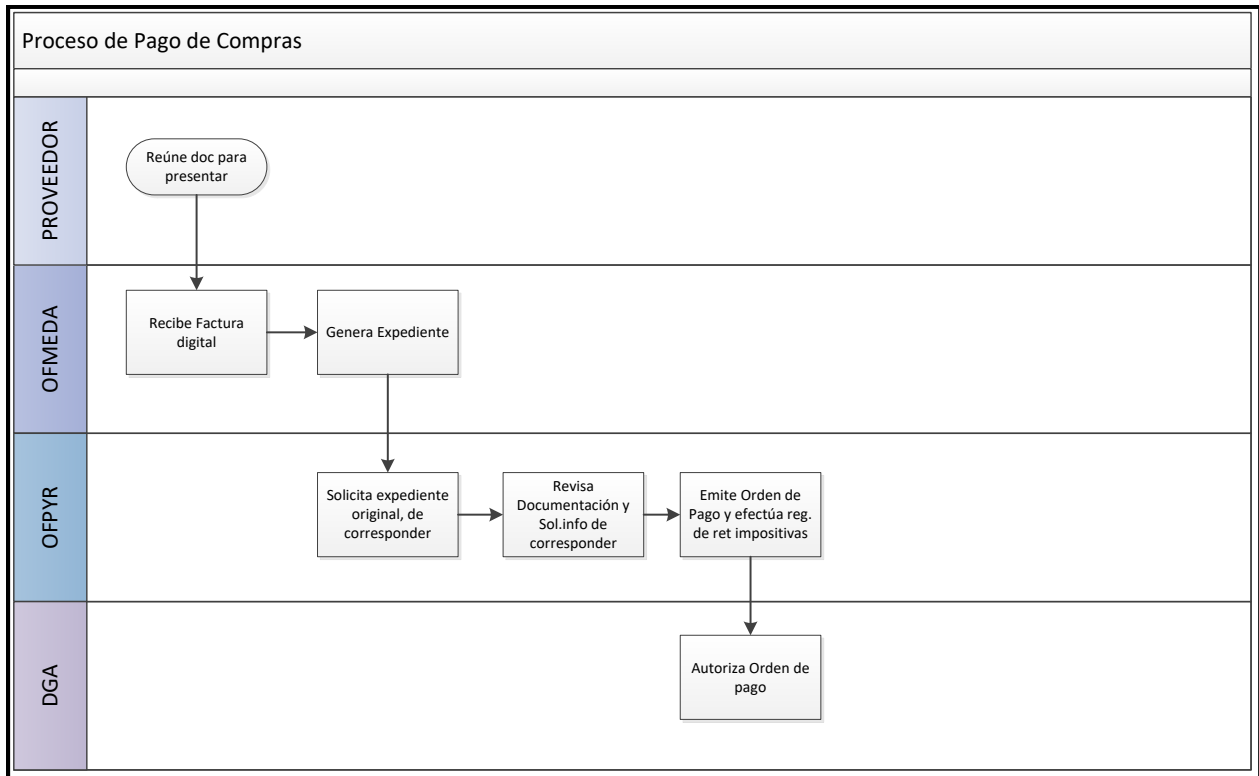 Proceso de Pago de Compras
PROVEEDOR
Reúne doc para
presentar
OFMEDA
Recibe Factura
digital
Genera Expediente
OFPYR
Solicita expediente
original, de
corresponder
Revisa
Documentación y
Sol.info de
corresponder
Emite Orden de
Pago y efectúa reg.
de ret impositivas
DGA
Autoriza Orden de
pago